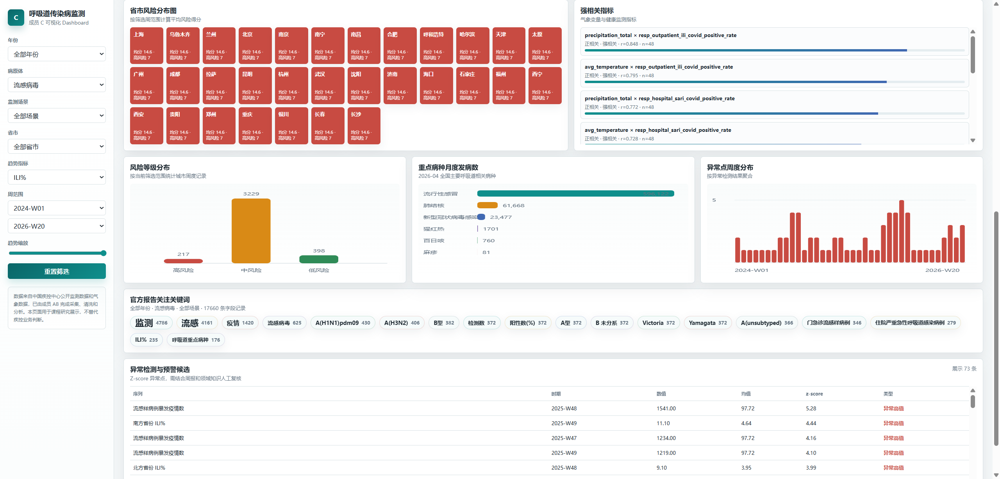 C
呼吸道传染病监测
成员 C 可视化 Dashboard
年份
全部年份
病原体
流感病毒
监测场景
全部场景
省市
全部省市
趋势指标
ILI%
周范围
2024-W01
2026-W20
趋势缩放
重置筛选
数据来自中国疾控中心公开监测数据和气
象数据，已由成员 AB 完成采集、清洗和
分析。本页面用于课程研究展示，不替代
疾控业务判断。
省市风险分布图
按筛选周范围计算平均风险得分
上海 乌鲁木齐 兰州 北京 南京 南宁 南昌 合肥 呼和浩特 哈尔滨 天津 太原
均分 14.6 · 均分 14.6 · 均分 14.6 · 均分 14.6 · 均分 14.6 · 均分 14.6 · 均分 14.6 · 均分 14.6 · 均分 14.6 · 均分 14.6 · 均分 14.6 · 均分 14.6 ·
高风险 7 高风险 7 高风险 7 高风险 7 高风险 7 高风险 7 高风险 7 高风险 7 高风险 7 高风险 7 高风险 7 高风险 7
广州 成都 拉萨 昆明 杭州 武汉 沈阳 济南 海口 石家庄 福州 西宁
均分 14.6 · 均分 14.6 · 均分 14.6 · 均分 14.6 · 均分 14.6 · 均分 14.6 · 均分 14.6 · 均分 14.6 · 均分 14.6 · 均分 14.6 · 均分 14.6 · 均分 14.6 ·
高风险 7 高风险 7 高风险 7 高风险 7 高风险 7 高风险 7 高风险 7 高风险 7 高风险 7 高风险 7 高风险 7 高风险 7
西安 贵阳 郑州 重庆 银川 长春 长沙
均分 14.6 · 均分 14.6 · 均分 14.6 · 均分 14.6 · 均分 14.6 · 均分 14.6 · 均分 14.6 ·
高风险 7 高风险 7 高风险 7 高风险 7 高风险 7 高风险 7 高风险 7
强相关指标
气象变量与健康监测指标
precipitation_total × resp_outpatient_ili_covid_positive_rate
正相关 · 强相关 · r=0.848 · n=48
avg_temperature × resp_outpatient_ili_covid_positive_rate
正相关 · 强相关 · r=0.795 · n=48
precipitation_total × resp_hospital_sari_covid_positive_rate
正相关 · 强相关 · r=0.772 · n=48
avg_temperature × resp_hospital_sari_covid_positive_rate
正相关 · 强相关 · r=0.728 · n=48
风险等级分布
按当前筛选范围统计城市周度记录
3229
398
217
高风险 中风险 低风险
重点病种月度发病数
2026-04 全国主要呼吸道相关病种
流行性感冒 596,122
肺结核 61,668
新型冠状病毒感染 23,477
猩红热 1701
百日咳 760
麻疹 81
异常点周度分布
按异常检测结果聚合
5
2024-W01 2026-W20
官方报告关注关键词
全部年份 · 流感病毒 · 全部场景 · 17660 条字段记录
监测 4786 流感 4161 疫情 1420 流感病毒 625 A(H1N1)pdm09 430 A(H3N2) 406 B型 382 检测数 372 阳性数(%) 372 A型 372 B 未分系 372 Victoria 372 Yamagata 372 A(unsubtyped) 366 门急诊流感样病例 346 住院严重急性呼吸道感染病例 279
ILI% 235 呼吸道重点病种 176
异常检测与预警候选
Z-score 异常点，需结合周报和领域知识人工复核
展示 73 条
序列 时期 数值 均值 z-score 类型
流感样病例暴发疫情数 2025-W48 1541.00 97.72 5.28 异常高值
南方省份 ILI% 2025-W49 11.10 4.64 4.44 异常高值
流感样病例暴发疫情数 2025-W47 1234.00 97.72 4.16 异常高值
流感样病例暴发疫情数 2025-W49 1219.00 97.72 4.10 异常高值
北方省份 ILI% 2025-W48 9.10 3.95 3.99 异常高值